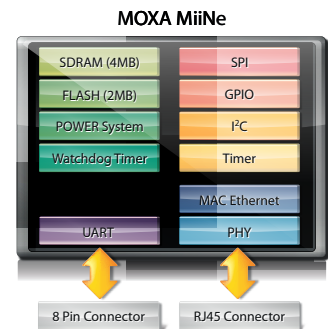 MOXA MiiNe
SDRAM (4MB)
FLASH (2MB)
POWER System
Watchdog Timer
UART
SPI
GPIO
I²C
Timer
MAC Ethernet
PHY
8 Pin Connector
RJ45 Connector